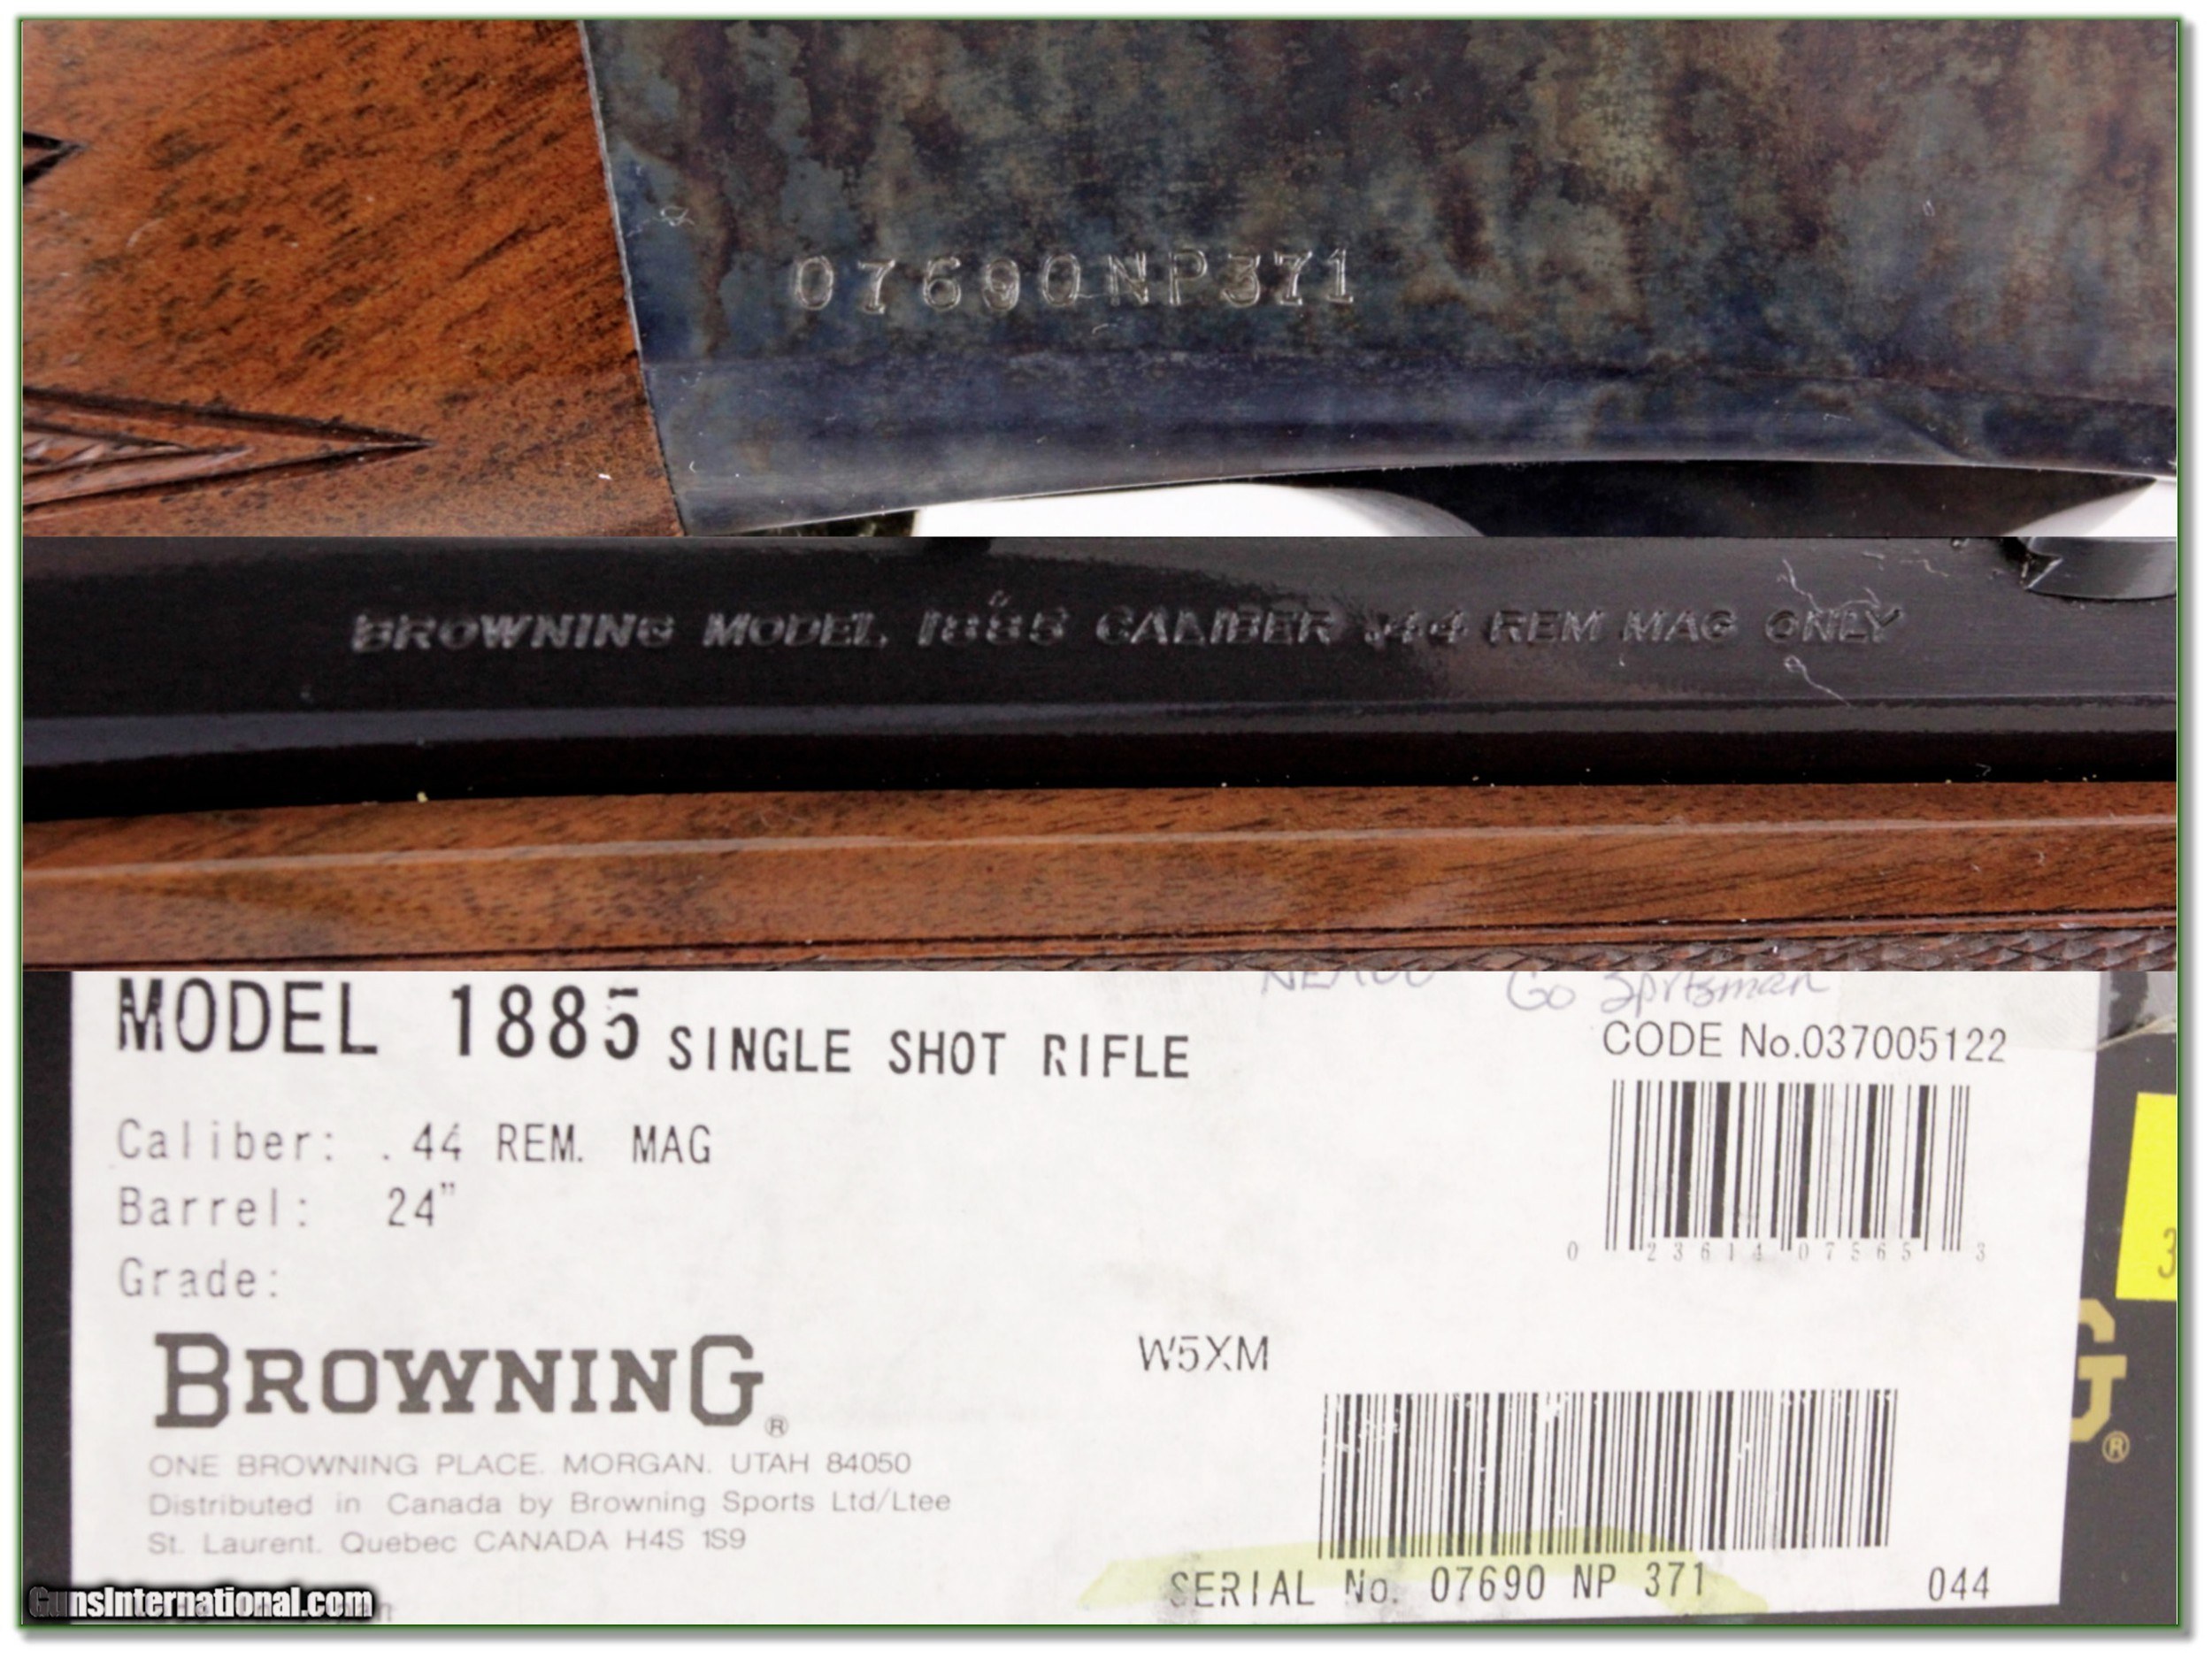 07690NP371
BROWNING MODEL 1885 CALIBER .44 REM MAG ONLY
Go Sprtsman
MODEL 1885 SINGLE SHOT RIFLE
CODE No.037005122
Caliber: .44 REM. MAG
Barrel: 24"
0 23614 07565 3
Grade:
W5XM
BROWNING®
ONE BROWNING PLACE. MORGAN. UTAH 84050
Distributed in Canada by Browning Sports Ltd/Ltee
St. Laurent. Quebec CANADA H4S 1S9
SERIAL No. 07690 NP 371 044
G®
3
GunsInternational.com